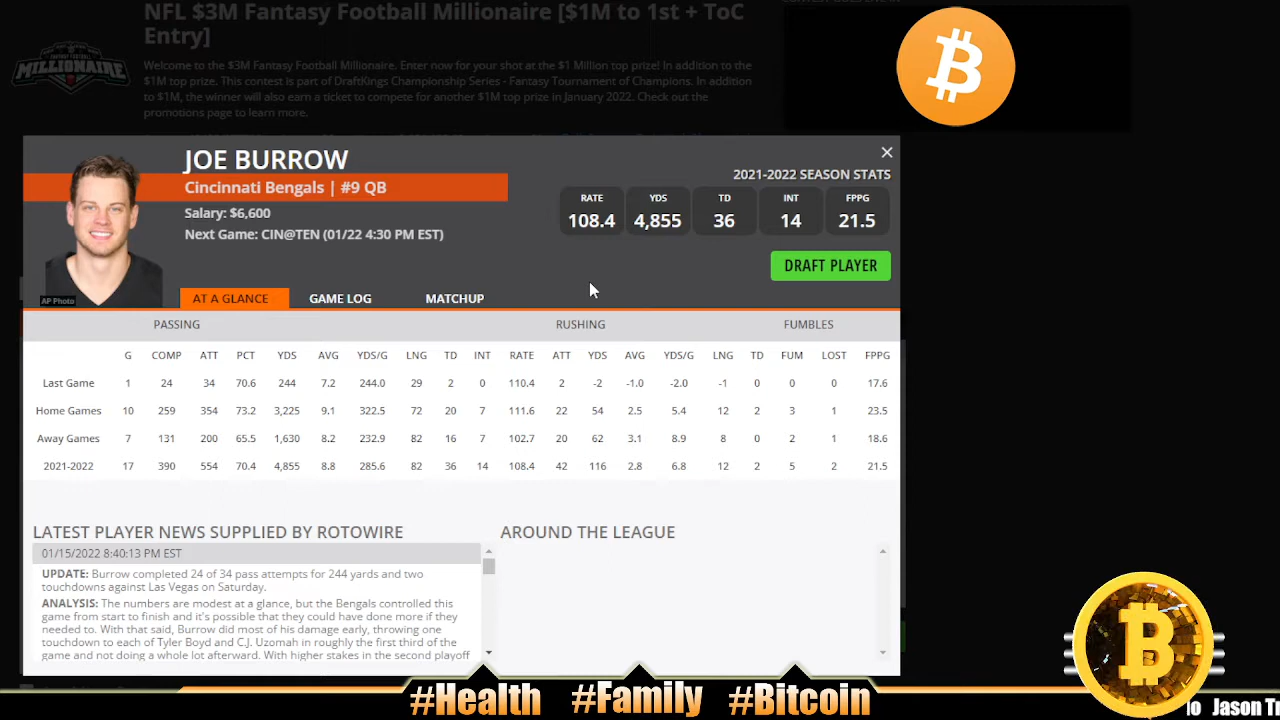 NFL $3M Fantasy Football Millionaire [$1M to 1st + ToC
Entry]
MILLIONAIRE
Welcome to the $3M Fantasy Football Millionaire. Enter now for your shot at the $1 Million top prize! In addition to the
$1M top prize. This contest is part of DraftKings Championship Series - Fantasy Tournament of Champions. In addition
to $1M, the winner will also earn a ticket to compete for another $1M top prize in January 2022. Check out the
promotions page to learn more.
JOE BURROW
Cincinnati Bengals | #9 QB
Salary: $6,600
Next Game: CIN@TEN (01/22 4:30 PM EST)
AP Photo
2021-2022 SEASON STATS
RATE YDS TD INT FPPG
108.4 4,855 36 14 21.5
DRAFT PLAYER
AT A GLANCE GAME LOG MATCHUP
PASSING RUSHING FUMBLES
G COMP ATT PCT YDS AVG YDS/G LNG TD INT RATE ATT YDS AVG YDS/G LNG TD FUM LOST FPPG
Last Game 1 24 34 70.6 244 7.2 244.0 29 2 0 110.4 2 -2 -1.0 -2.0 -1 0 0 0 17.6
Home Games 10 259 354 73.2 3,225 9.1 322.5 72 20 7 111.6 22 54 2.5 5.4 12 2 3 1 23.5
Away Games 7 131 200 65.5 1,630 8.2 232.9 82 16 7 102.7 20 62 3.1 8.9 8 0 2 1 18.6
2021-2022 17 390 554 70.4 4,855 8.8 285.6 82 36 14 108.4 42 116 2.8 6.8 12 2 5 2 21.5
LATEST PLAYER NEWS SUPPLIED BY ROTOWIRE
01/15/2022 8:40:13 PM EST
UPDATE: Burrow completed 24 of 34 pass attempts for 244 yards and two
touchdowns against Las Vegas on Saturday.
ANALYSIS: The numbers are modest at a glance, but the Bengals controlled this
game from start to finish and it's possible that they could have done more if they
needed to. With that said, Burrow did most of his damage early, throwing one
touchdown to each of Tyler Boyd and C.J. Uzomah in roughly the first third of the
game and not doing a whole lot afterward. With higher stakes in the second playoff
AROUND THE LEAGUE
#Health #Family #Bitcoin
Jason